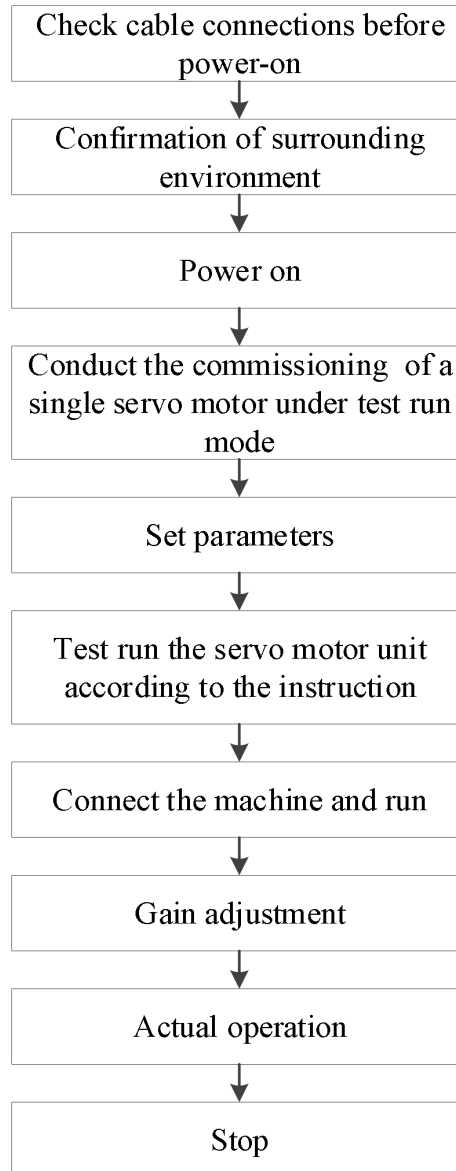 Check cable connections before
power-on
Confirmation of surrounding
environment
Power on
Conduct the commissioning of a
single servo motor under test run
mode
Set parameters
Test run the servo motor unit
according to the instruction
Connect the machine and run
Gain adjustment
Actual operation
Stop